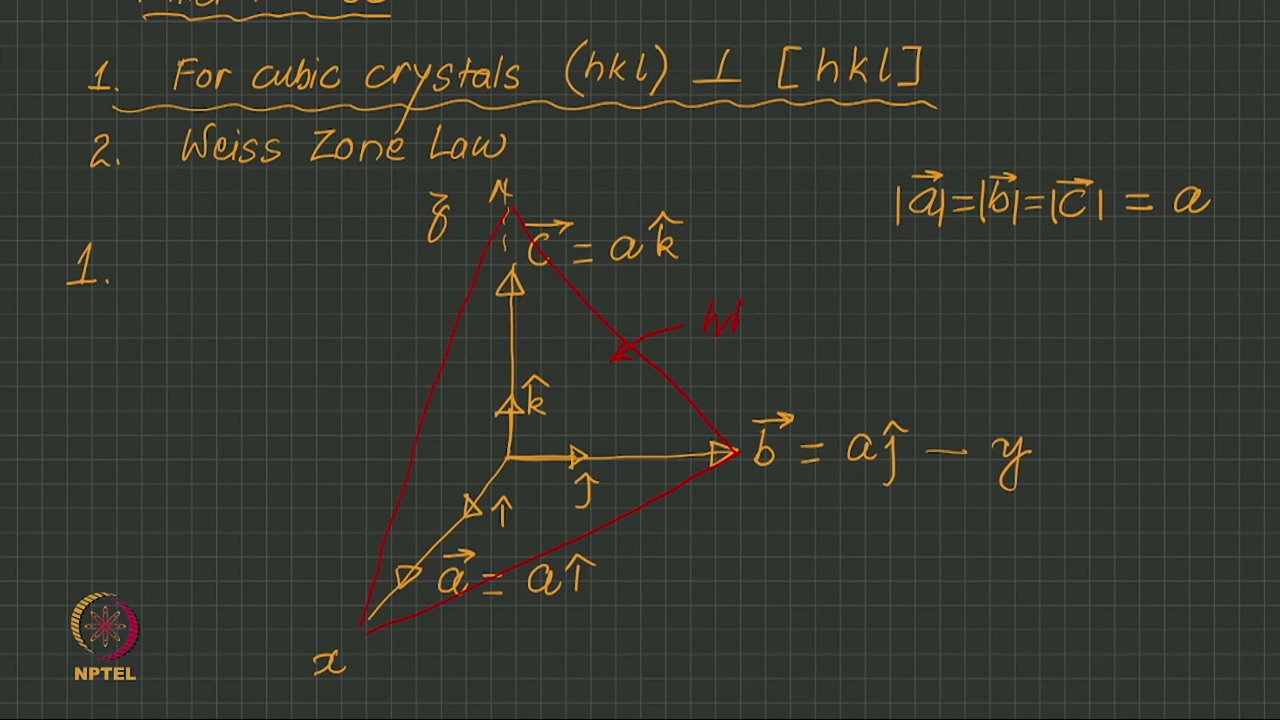 1. For cubic crystals (hkl) ⊥ [hkl]
2. Weiss Zone Law
|a⃗|=|b⃗|=|c⃗| = a
z
c⃗ = a k̂
1.
k̂
b⃗ = a ĵ — y
ĵ
î
a⃗ = a î
x
NPTEL